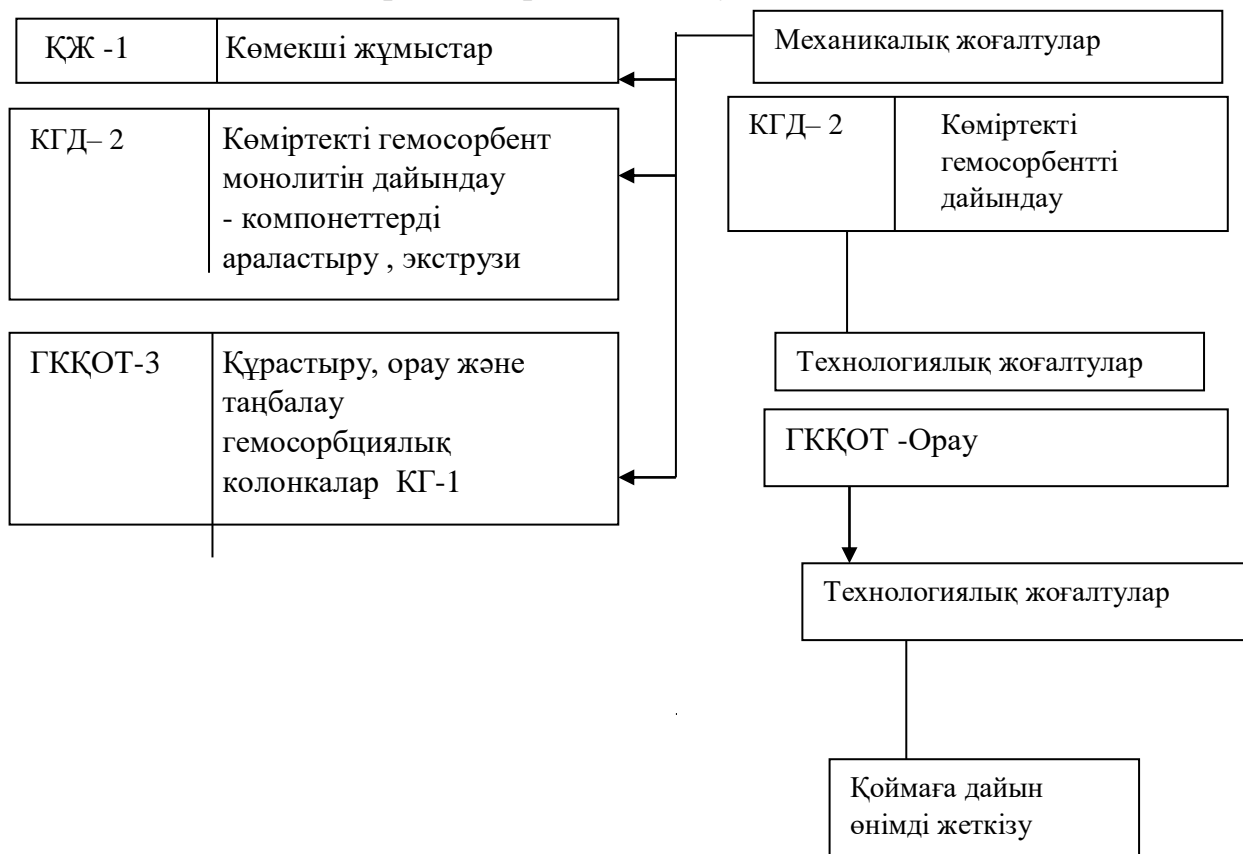 ҚЖ -1
Көмекші жұмыстар
КГД– 2
Көміртекті гемосорбент
монолитін дайындау
- компонеттерді
араластыру , экструзи
ГКҚОТ-3
Құрастыру, орау және
таңбалау
гемосорбциялық
колонкалар КГ-1
Механикалық жоғалтулар
КГД– 2
Көміртекті
гемосорбентті
дайындау
Технологиялық жоғалтулар
ГКҚОТ -Орау
Технологиялық жоғалтулар
Қоймаға дайын
өнімді жеткізу